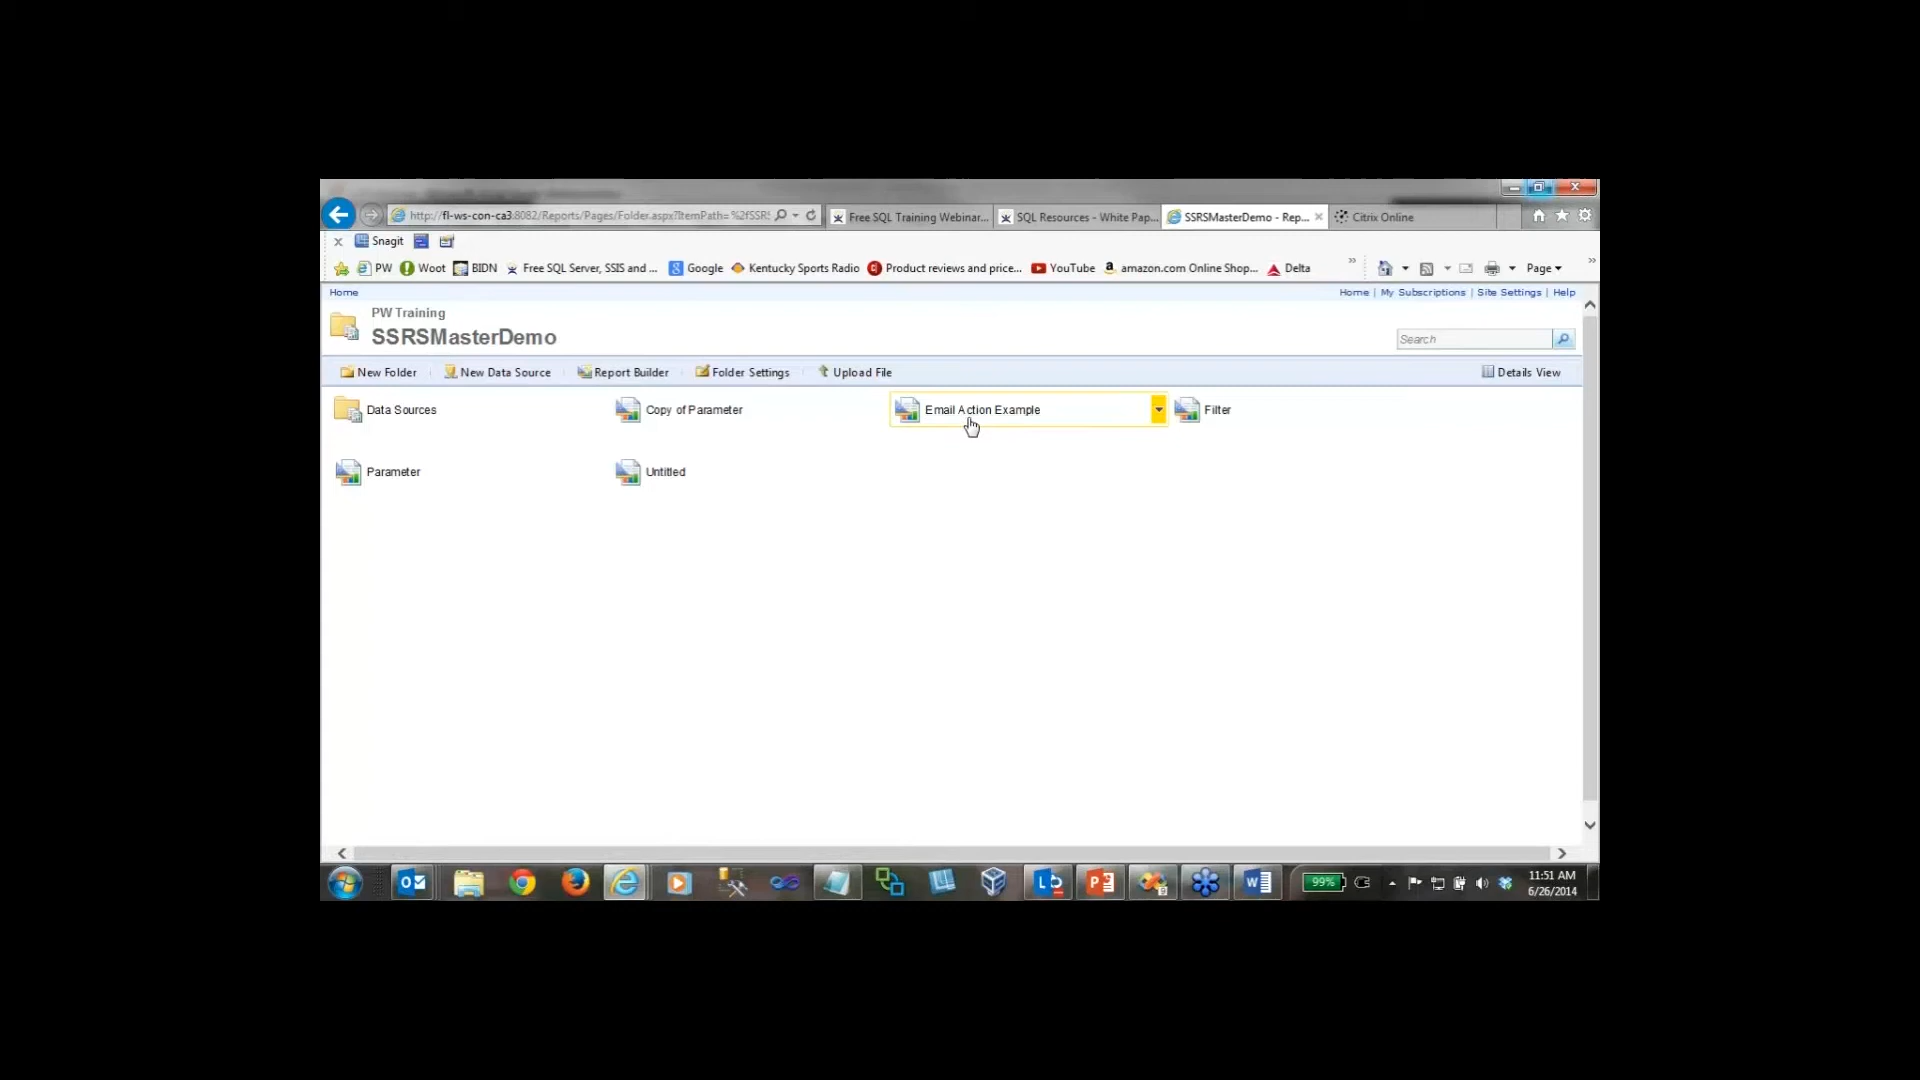 http://fl-ws-con-ca3:8082/Reports/Pages/Folder.aspx?ItemPath=%2fSSRS
Free SQL Training Webinar...
SQL Resources - White Pap...
SSRSMasterDemo - Rep...
Citrix Online
Snagit
PW
Woot
BIDN
Free SQL Server, SSIS and ...
Google
Kentucky Sports Radio
Product reviews and price...
YouTube
amazon.com Online Shop...
Delta
Page
Home
Home | My Subscriptions | Site Settings | Help
PW Training
SSRSMasterDemo
Search
New Folder
New Data Source
Report Builder
Folder Settings
Upload File
Details View
Data Sources
Copy of Parameter
Email Action Example
Filter
Parameter
Untitled
99%
11:51 AM
6/26/2014